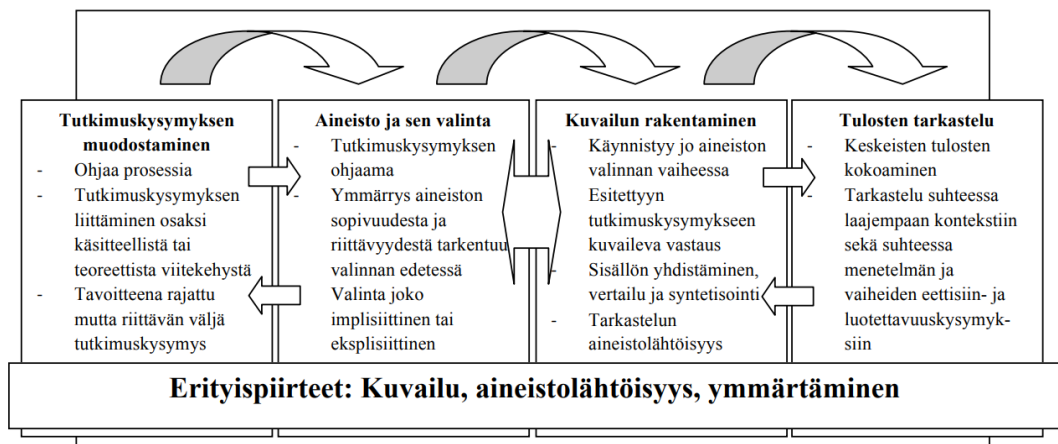 Tutkimuskysymyksen
muodostaminen
- Ohjaa prosessia
- Tutkimuskysymyksen
liittäminen osaksi
käsitteellistä tai
teoreettista viitekehystä
- Tavoitteena rajattu
mutta riittävän väljä
tutkimuskysymys
Aineisto ja sen valinta
- Tutkimuskysymyksen
ohjaama
- Ymmärrys aineiston
sopivuudesta ja
riittävyydestä tarkentuu
valinnan edetessä
- Valinta joko
implisiittinen tai
eksplisiittinen
Kuvailun rakentaminen
- Käynnistyy jo aineiston
valinnan vaiheessa
- Esitettyyn
tutkimuskysymykseen
kuvaileva vastaus
- Sisällön yhdistäminen,
vertailu ja syntetisointi
- Tarkastelun
aineistolähtöisyys
Tulosten tarkastelu
- Keskeisten tulosten
kokoaminen
- Tarkastelu suhteessa
laajempaan kontekstiin
sekä suhteessa
menetelmän ja
vaiheiden eettisiin- ja
luotettavuuskysymyk-
siin
Erityispiirteet: Kuvailu, aineistolähtöisyys, ymmärtäminen